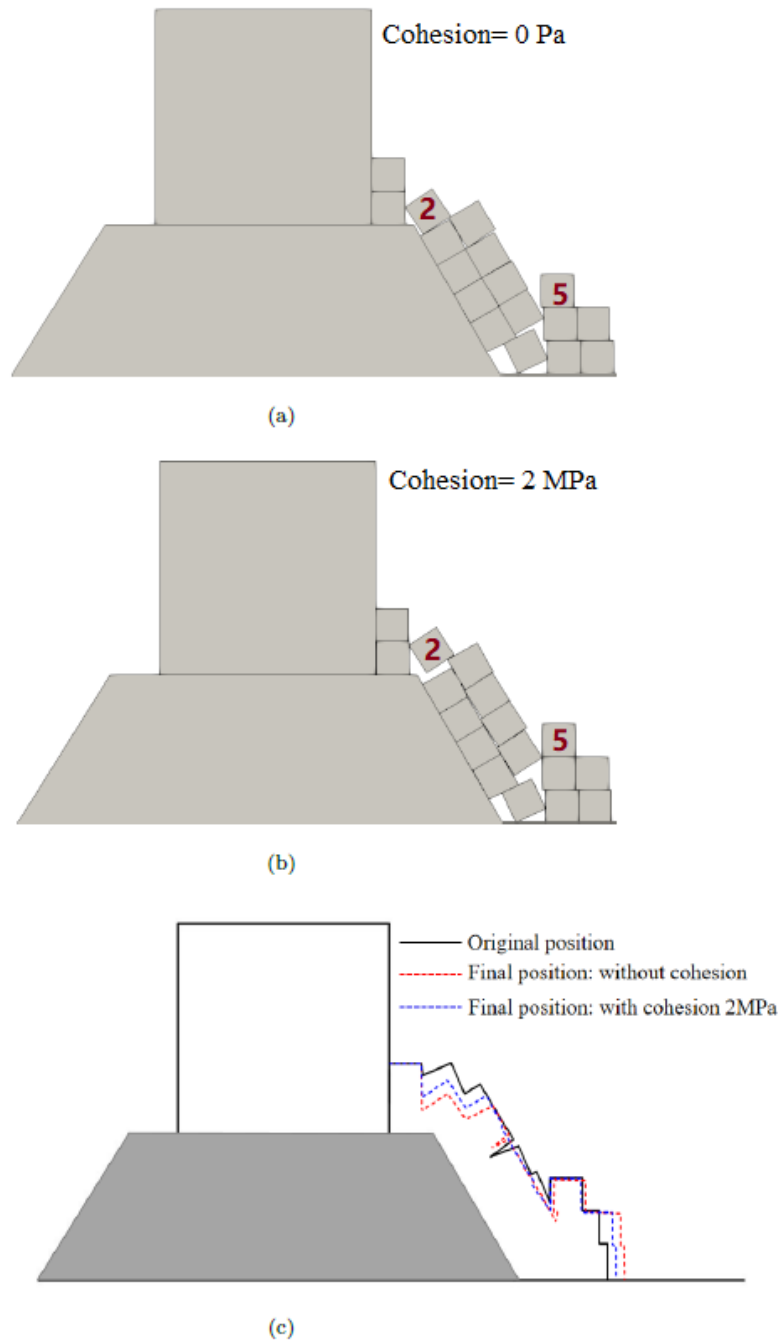 Cohesion= 0 Pa
2
5
(a)
Cohesion= 2 MPa
2
5
(b)
Original position
Final position: without cohesion
Final position: with cohesion 2MPa
(c)